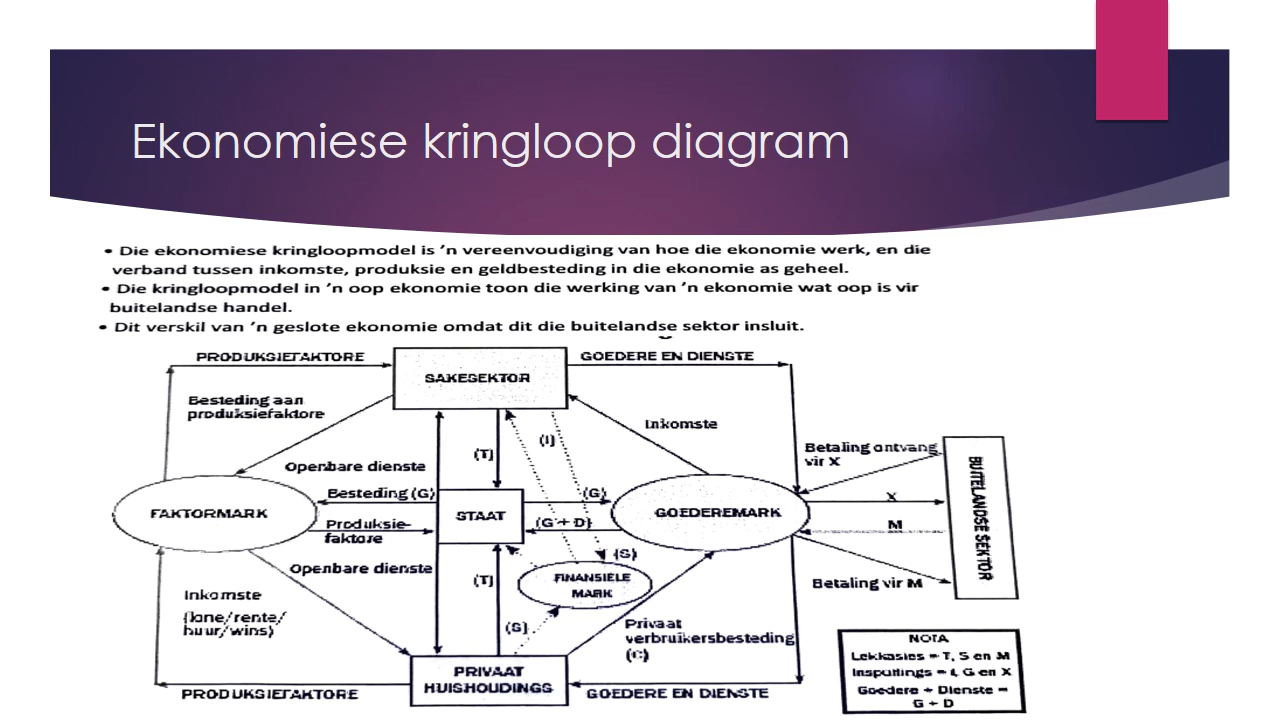 Ekonomiese kringloop diagram
• Die ekonomiese kringloopmodel is ’n vereenvoudiging van hoe die ekonomie werk, en die
verband tussen inkomste, produksie en geldbesteding in die ekonomie as geheel.
• Die kringloopmodel in ’n oop ekonomie toon die werking van ’n ekonomie wat oop is vir
buitelandse handel.
• Dit verskil van ’n geslote ekonomie omdat dit die buitelandse sektor insluit.
PRODUKSIEFAKTORE
SAKESEKTOR
GOEDERE EN DIENSTE
Besteding aan
produksiefaktore
Inkomste
(T)
(I)
Betaling ontvang
vir X
Openbare dienste
Besteding (G)
(G)
X
FAKTORMARK
STAAT
GOEDEREMARK
BUITELANDSE SEKTOR
Produksie-
faktore
(G + D)
M
(S)
Openbare dienste
(T)
FINANSIËLE
MARK
Betaling vir M
Inkomste
(lone/rente/
huur/wins)
(S)
Privaat
verbruikersbesteding
(C)
PRIVAAT
HUISHOUDINGS
PRODUKSIEFAKTORE
GOEDERE EN DIENSTE
NOTA
Lekkasies = T, S en M
Inspuitings = I, G en X
Goedere + Dienste =
G + D